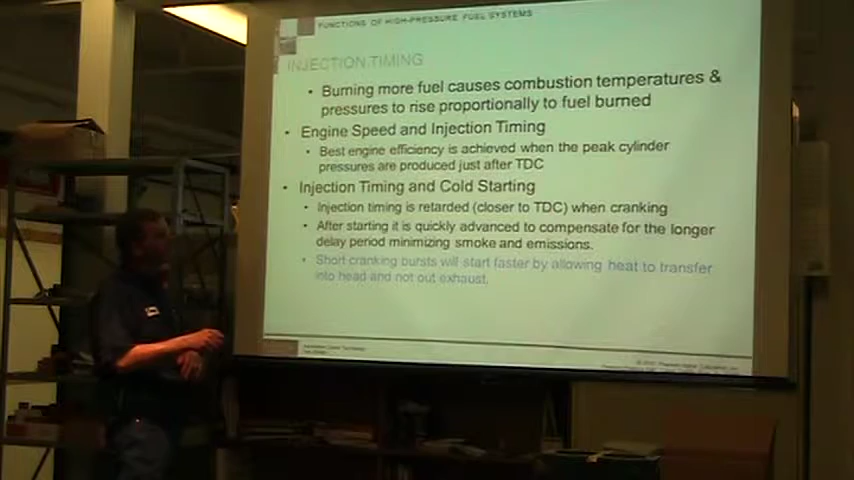 FUNCTIONS OF HIGH-PRESSURE FUEL SYSTEMS
INJECTION TIMING
• Burning more fuel causes combustion temperatures &
pressures to rise proportionally to fuel burned
• Engine Speed and Injection Timing
• Best engine efficiency is achieved when the peak cylinder
pressures are produced just after TDC
• Injection Timing and Cold Starting
• Injection timing is retarded (closer to TDC) when cranking
• After starting it is quickly advanced to compensate for the longer
delay period minimizing smoke and emissions.
• Short cranking bursts will start faster by allowing heat to transfer
into head and not out exhaust.